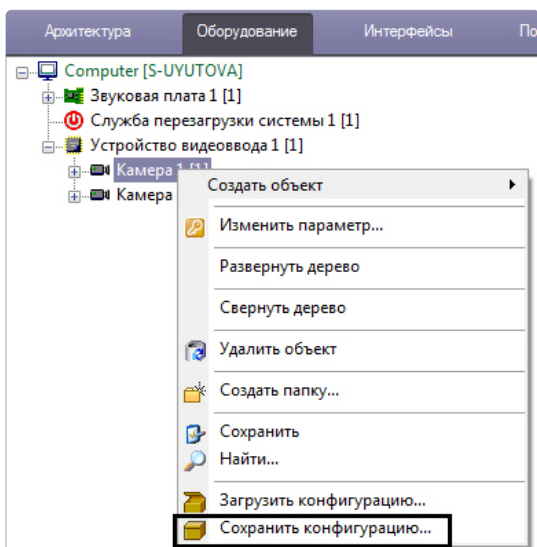 Архитектура Оборудование Интерфейсы По
Computer [S-UYUTOVA]
Звуковая плата 1 [1]
Служба перезагрузки системы 1 [1]
Устройство видеоввода 1 [1]
Камера 1 [1]
Камера
Создать объект
Изменить параметр...
Развернуть дерево
Свернуть дерево
Удалить объект
Создать папку...
Сохранить
Найти...
Загрузить конфигурацию...
Сохранить конфигурацию...